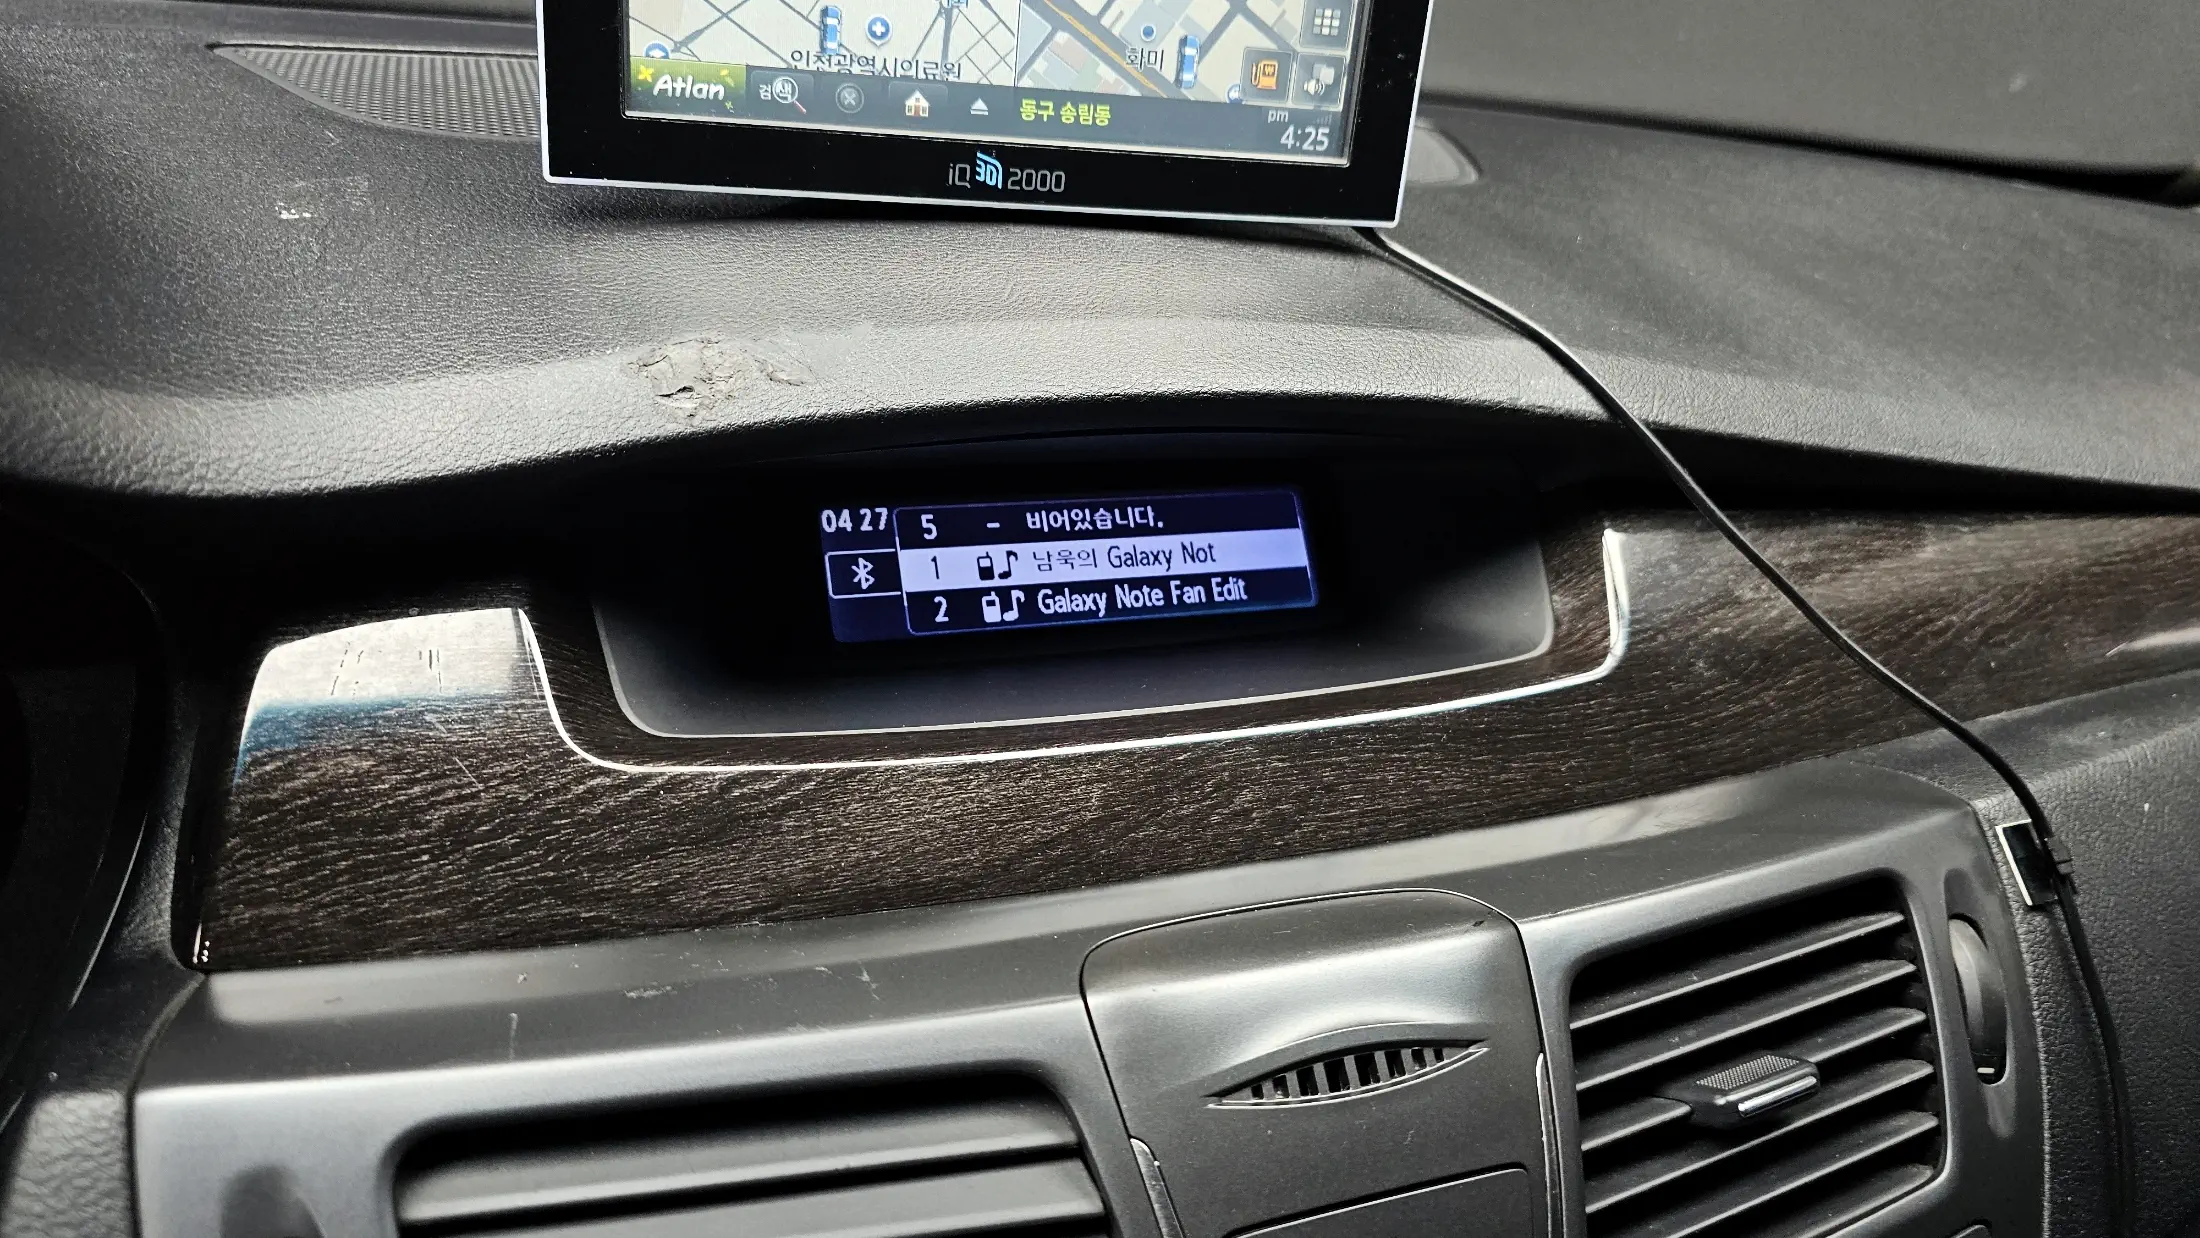 인천광역시의료원
화미
Atlan
검색
동구 송림동
pm
4:25
iQ 3D 2000
04 27
5 - 비어있습니다.
1 남욱의 Galaxy Not
2 Galaxy Note Fan Edit